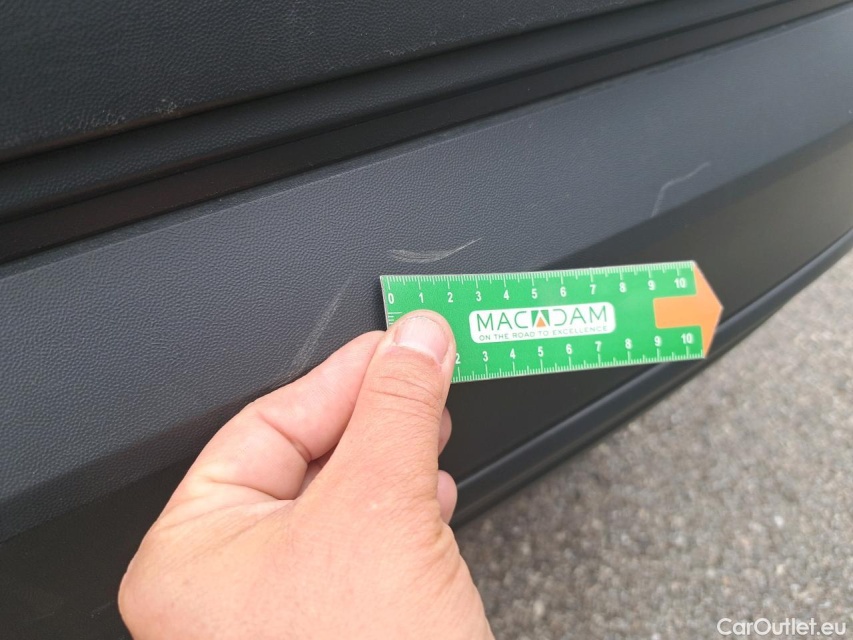 0 1 2 3 4 5 6 7 8 9 10
MACADAM
ON THE ROAD TO EXCELLENCE
2 3 4 5 6 7 8 9 10
CarOutlet.eu